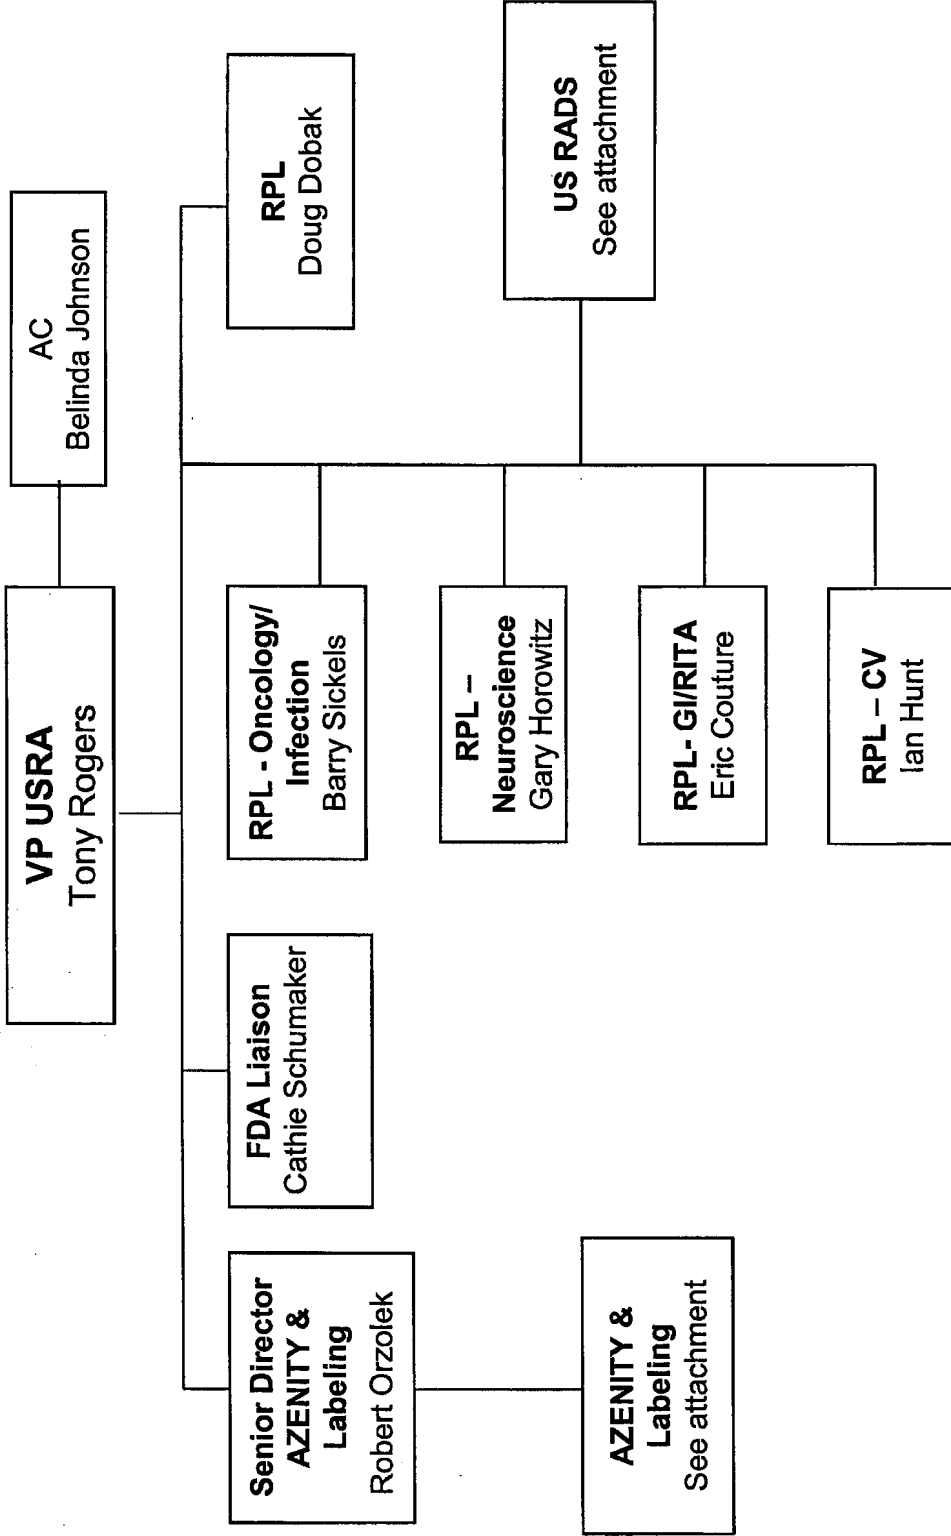 VP USRA
Tony Rogers
AC
Belinda Johnson
Senior Director
AZENITY &
Labeling
Robert Orzolek
FDA Liaison
Cathie Schumaker
RPL - Oncology/
Infection
Barry Sickels
RPL
Doug Dobak
RPL –
Neuroscience
Gary Horowitz
AZENITY &
Labeling
See attachment
US RADS
See attachment
RPL- GI/RITA
Eric Couture
RPL – CV
Ian Hunt